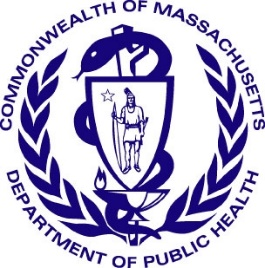 COMMONWEALTH OF MASSACHUSETTS
DEPARTMENT OF PUBLIC HEALTH